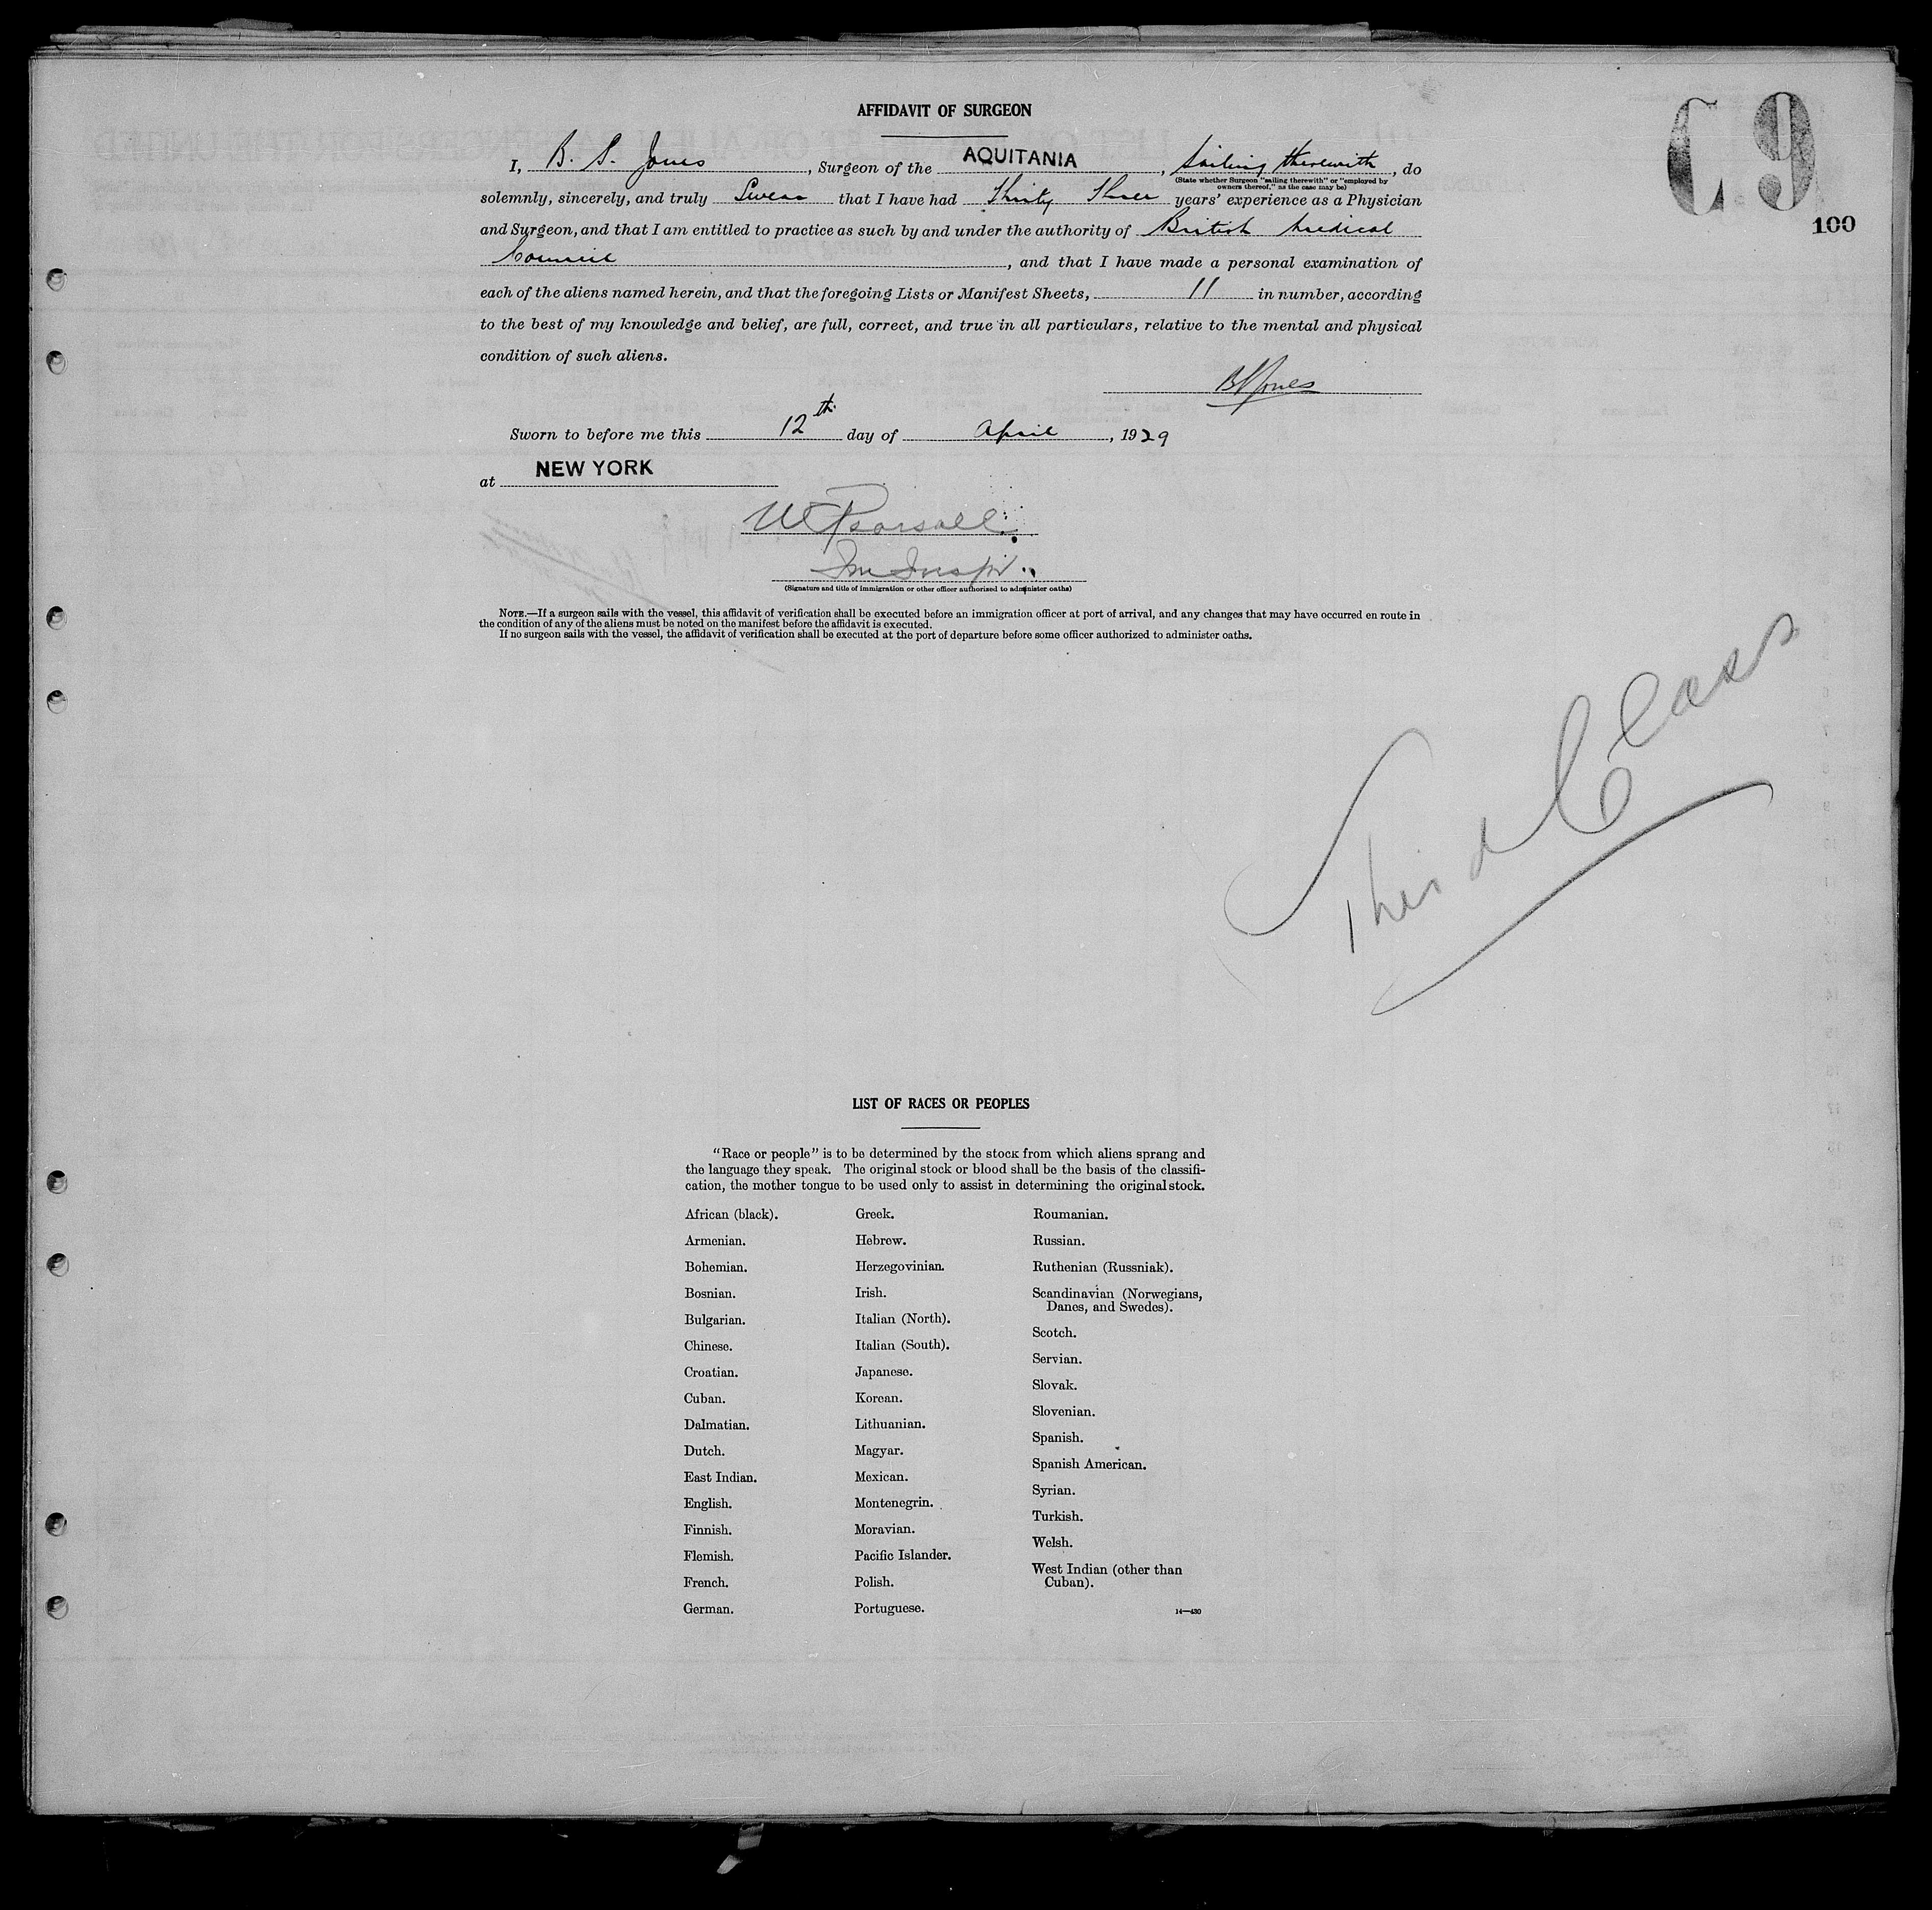 AFFIDAVIT OF SURGEON
C 9
100
I, B. S. Jones, Surgeon of the AQUITANIA, Sailing therewith, do
(State whether Surgeon "sailing therewith" or "employed by
owners thereof," as the case may be)
solemnly, sincerely, and truly Swear that I have had Thirty Three years' experience as a Physician
and Surgeon, and that I am entitled to practice as such by and under the authority of British Medical
Council, and that I have made a personal examination of
each of the aliens named herein, and that the foregoing Lists or Manifest Sheets, 11 in number, according
to the best of my knowledge and belief, are full, correct, and true in all particulars, relative to the mental and physical
condition of such aliens.
BSJones
Sworn to before me this 12th day of April, 1929
at NEW YORK
W Pearsall
Im Inspr.
(Signature and title of immigration or other officer authorized to administer oaths)
NOTE.—If a surgeon sails with the vessel, this affidavit of verification shall be executed before an immigration officer at port of arrival, and any changes that may have occurred en route in
the condition of any of the aliens must be noted on the manifest before the affidavit is executed.
If no surgeon sails with the vessel, the affidavit of verification shall be executed at the port of departure before some officer authorized to administer oaths.
Third Class
LIST OF RACES OR PEOPLES
"Race or people" is to be determined by the stock from which aliens sprang and
the language they speak. The original stock or blood shall be the basis of the classifi-
cation, the mother tongue to be used only to assist in determining the original stock.
African (black).
Armenian.
Bohemian.
Bosnian.
Bulgarian.
Chinese.
Croatian.
Cuban.
Dalmatian.
Dutch.
East Indian.
English.
Finnish.
Flemish.
French.
German.
Greek.
Hebrew.
Herzegovinian.
Irish.
Italian (North).
Italian (South).
Japanese.
Korean.
Lithuanian.
Magyar.
Mexican.
Montenegrin.
Moravian.
Pacific Islander.
Polish.
Portuguese.
Roumanian.
Russian.
Ruthenian (Russniak).
Scandinavian (Norwegians,
Danes, and Swedes).
Scotch.
Servian.
Slovak.
Slovenian.
Spanish.
Spanish American.
Syrian.
Turkish.
Welsh.
West Indian (other than
Cuban).
14—430